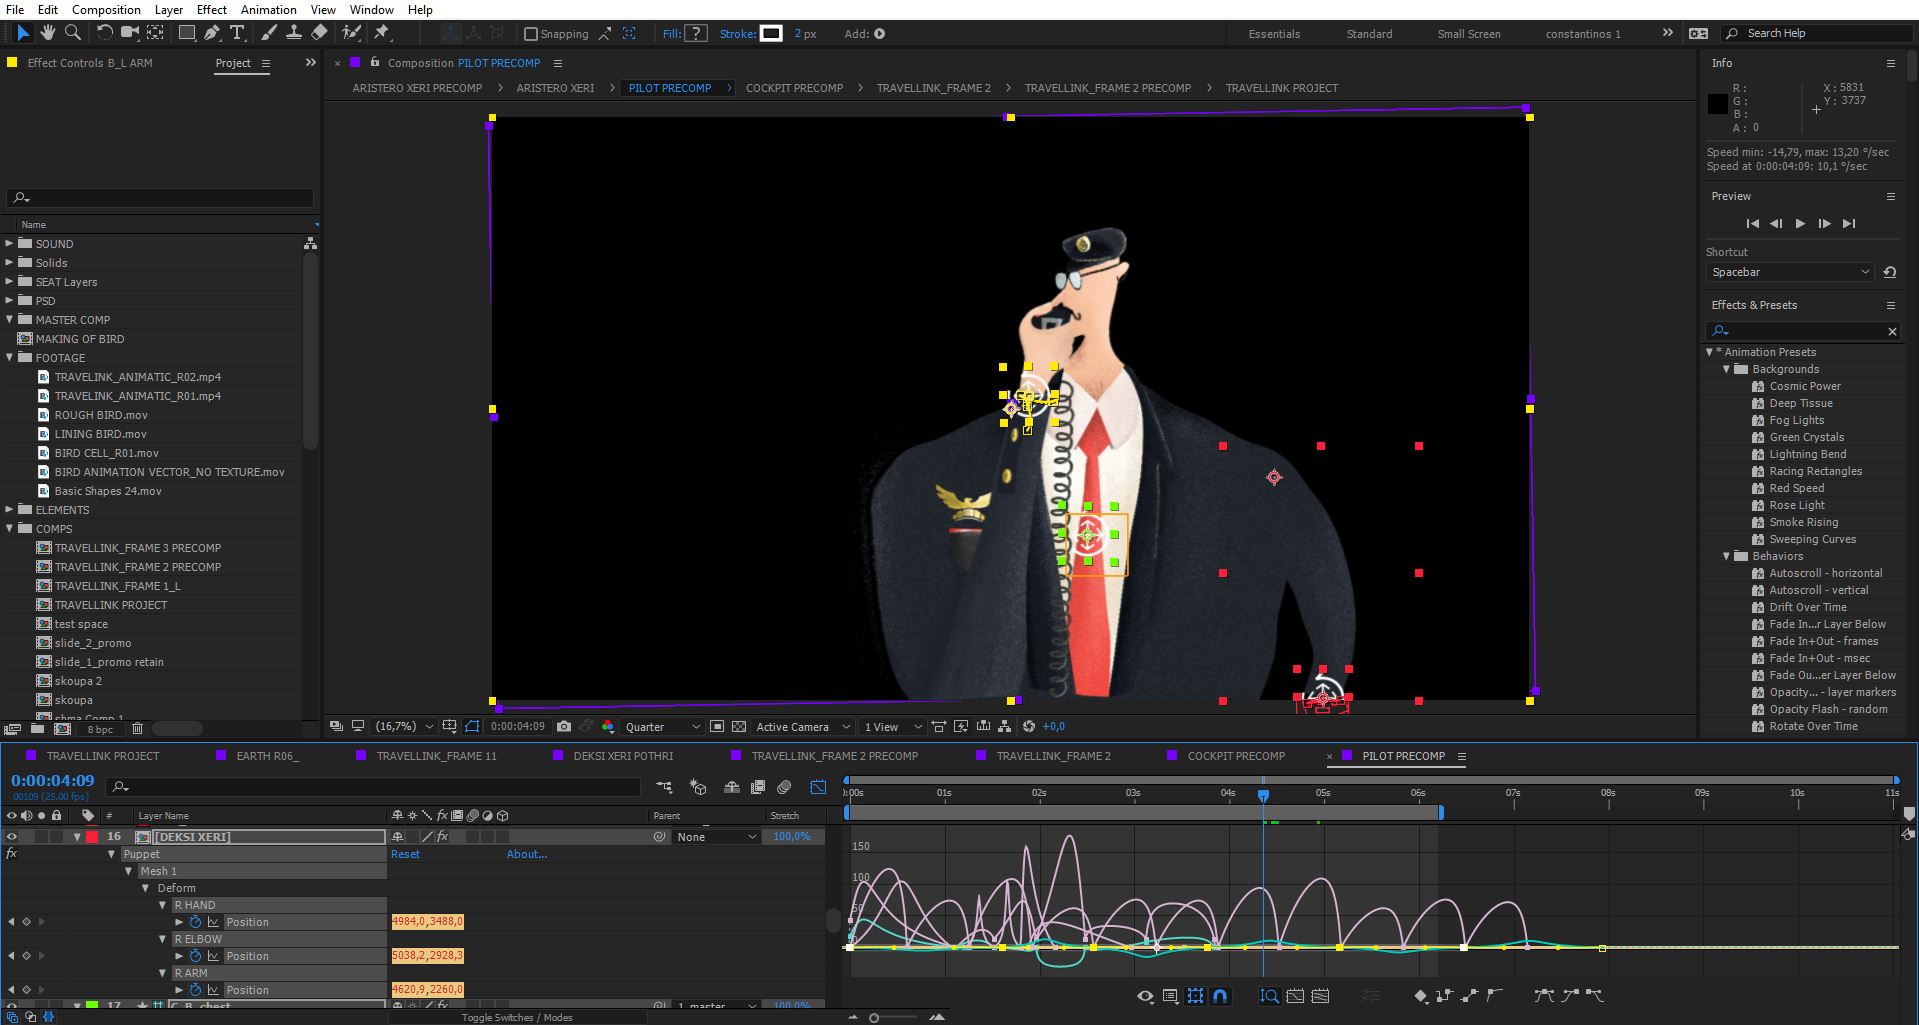 File Edit Composition Layer Effect Animation View Window Help
Snapping Fill: ? Stroke: 2 px Add: Essentials Standard Small Screen constantinos 1 Search Help
Effect Controls B_L ARM Project
Composition PILOT PRECOMP
ARISTERO XERI PRECOMP ARISTERO XERI PILOT PRECOMP COCKPIT PRECOMP TRAVELLINK_FRAME 2 TRAVELLINK_FRAME 2 PRECOMP TRAVELLINK PROJECT
Name
SOUND
Solids
SEAT Layers
PSD
MASTER COMP
MAKING OF BIRD
FOOTAGE
TRAVELINK_ANIMATIC_R02.mp4
TRAVELINK_ANIMATIC_R01.mp4
ROUGH BIRD.mov
LINING BIRD.mov
BIRD CELL_R01.mov
BIRD ANIMATION VECTOR_NO TEXTURE.mov
Basic Shapes 24.mov
ELEMENTS
COMPS
TRAVELLINK_FRAME 3 PRECOMP
TRAVELLINK_FRAME 2 PRECOMP
TRAVELLINK_FRAME 1_L
TRAVELLINK PROJECT
test space
slide_2_promo
slide_1_promo retain
skoupa 2
skoupa
8 bpc
(16,7%) 0:00:04:09 Quarter Active Camera 1 View +0,0
Info
R :
G :
B :
A : 0
X : 5831
Y : 3737
Speed min: -14,79, max: 13,20 °/sec
Speed at 0:00:04:09: 10,1 °/sec
Preview
Shortcut
Spacebar
Effects & Presets
* Animation Presets
Backgrounds
Cosmic Power
Deep Tissue
Fog Lights
Green Crystals
Lightning Bend
Racing Rectangles
Red Speed
Rose Light
Smoke Rising
Sweeping Curves
Behaviors
Autoscroll - horizontal
Autoscroll - vertical
Drift Over Time
Fade In...r Layer Below
Fade In+Out - frames
Fade In+Out - msec
Fade Ou...er Layer Below
Opacity... - layer markers
Opacity Flash - random
Rotate Over Time
TRAVELLINK PROJECT EARTH R06_ TRAVELLINK_FRAME 11 DEKSI XERI POTHRI TRAVELLINK_FRAME 2 PRECOMP TRAVELLINK_FRAME 2 COCKPIT PRECOMP PILOT PRECOMP
0:00:04:09
00109 (25.00 fps)
:00s 01s 02s 03s 04s 05s 06s 07s 08s 09s 10s 11s
# Layer Name Parent Stretch
16 [DEKSI XERI] None 100,0%
fx Puppet Reset About...
Mesh 1
Deform
R HAND
Position 4984,0,3488,0
R ELBOW
Position 5038,2,2928,3
R ARM
Position 4620,9,2260,0
17 C_B_chest 1. master 100,0%
Toggle Switches / Modes
150
100
50